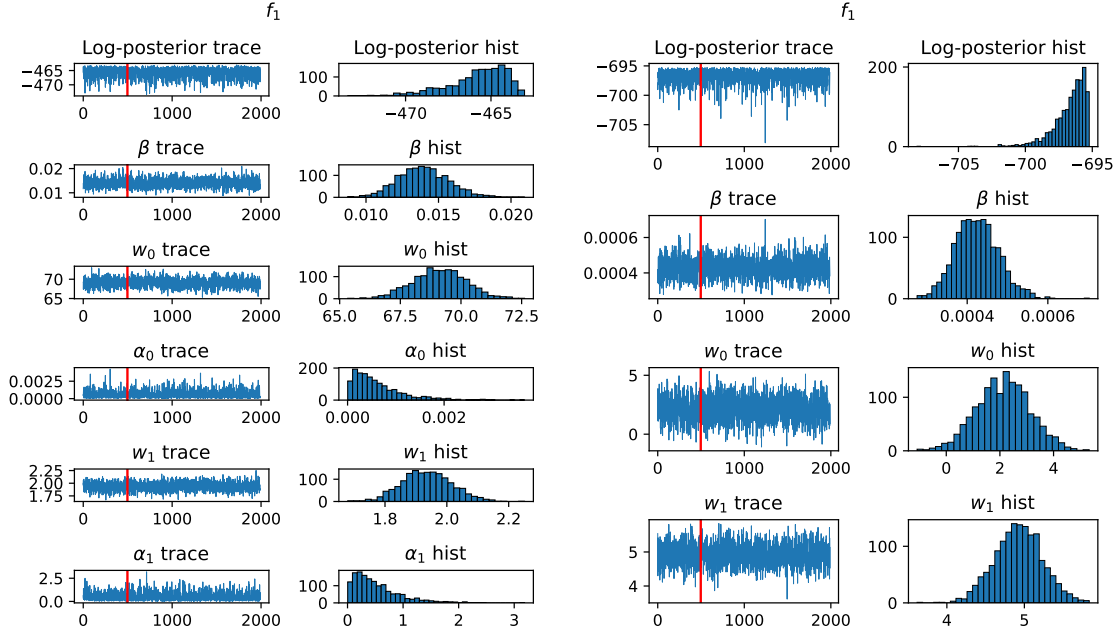 f₁
Log-posterior trace
−465
−470
0 1000 2000
Log-posterior hist
100
0
−470 −465
β trace
0.02
0.01
0 1000 2000
β hist
100
0
0.010 0.015 0.020
w₀ trace
70
65
0 1000 2000
w₀ hist
100
0
65.0 67.5 70.0 72.5
α₀ trace
0.0025
0.0000
0 1000 2000
α₀ hist
200
0
0.000 0.002
w₁ trace
2.25
2.00
1.75
0 1000 2000
w₁ hist
100
0
1.8 2.0 2.2
α₁ trace
2.5
0.0
0 1000 2000
α₁ hist
100
0
0 1 2 3
f₁
Log-posterior trace
−695
−700
−705
0 1000 2000
Log-posterior hist
200
100
0
−705 −700 −695
β trace
0.0006
0.0004
0 1000 2000
β hist
100
0
0.0004 0.0006
w₀ trace
5
0
0 1000 2000
w₀ hist
100
0
0 2 4
w₁ trace
5
4
0 1000 2000
w₁ hist
100
0
4 5